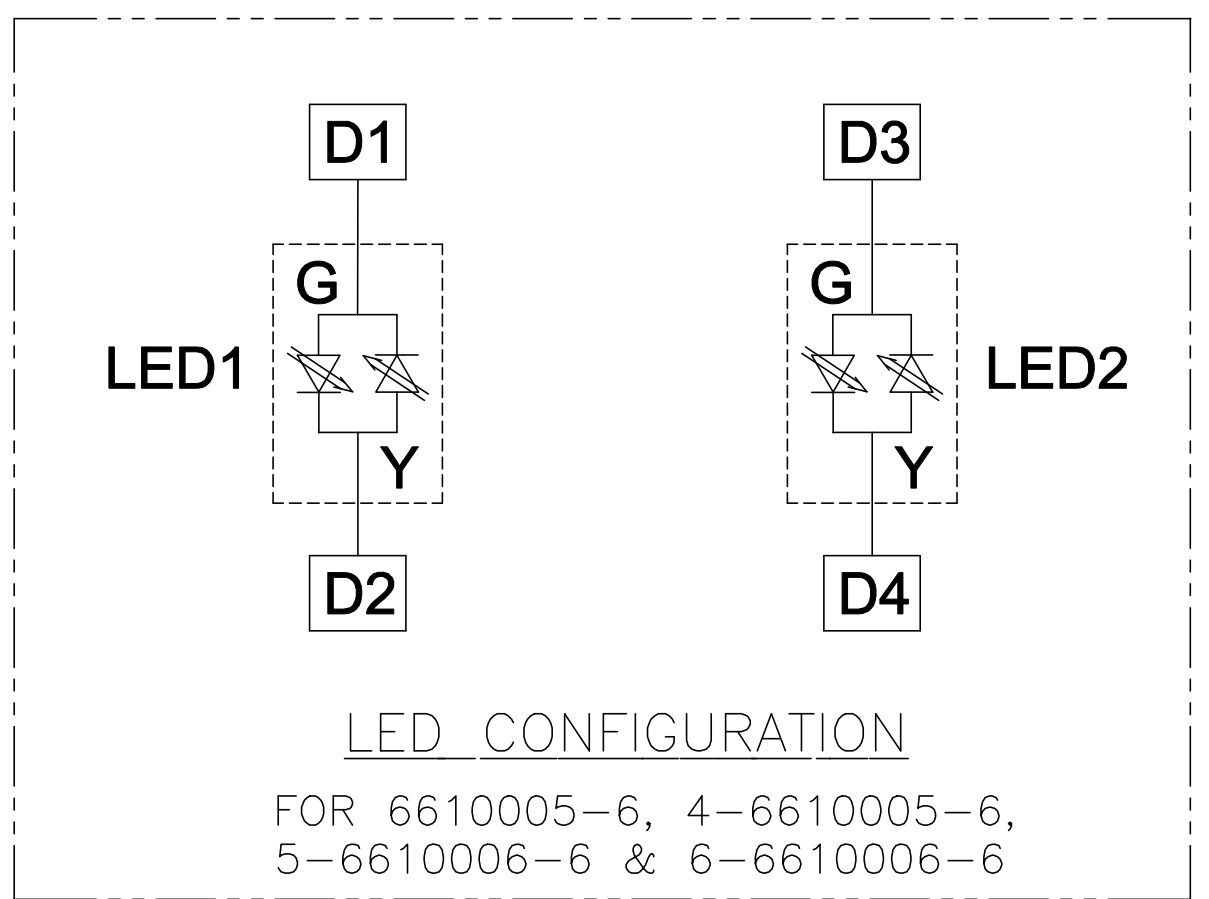 D1 D3
G G
LED1 LED2
Y Y
D2 D4
LED CONFIGURATION
FOR 6610005-6, 4-6610005-6,
5-6610006-6 & 6-6610006-6